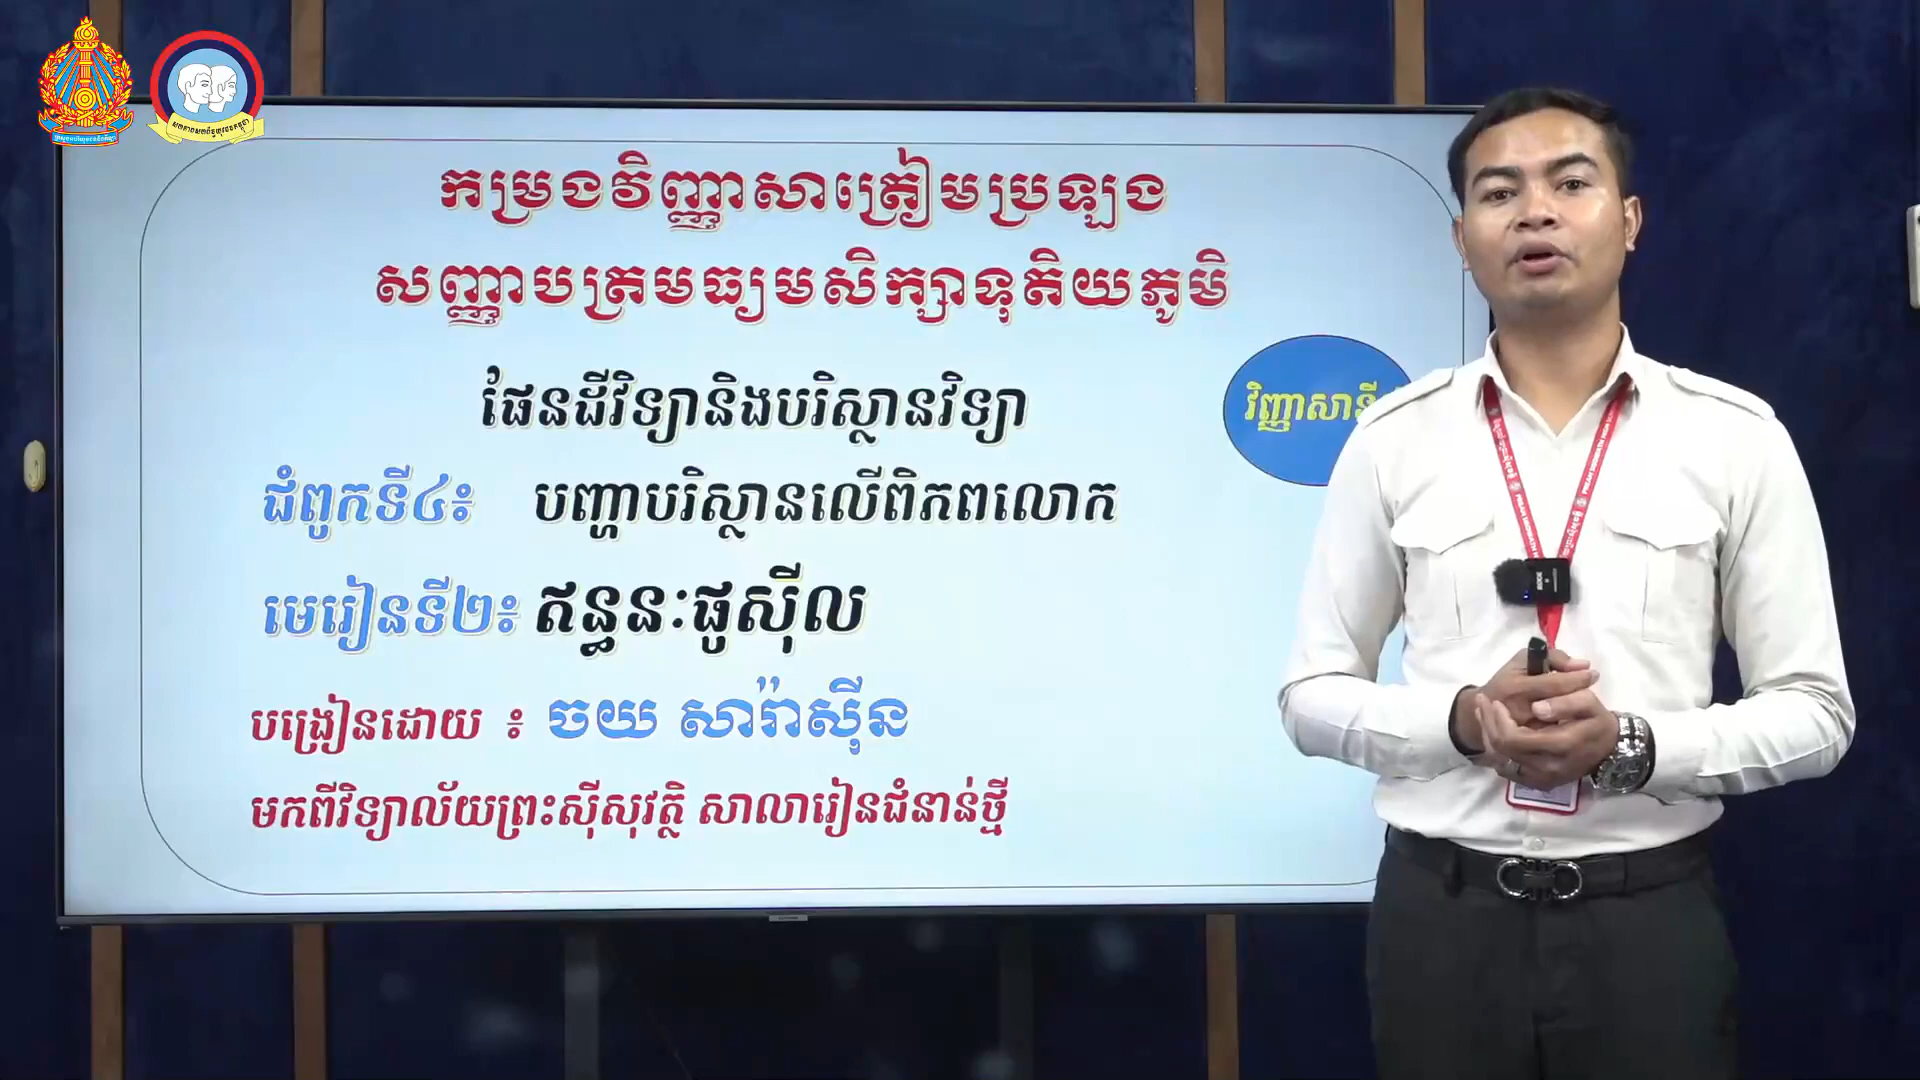 កម្រងវិញ្ញាសាត្រៀមប្រឡង
សញ្ញាបត្រមធ្យមសិក្សាទុតិយភូមិ
ផែនដីវិទ្យានិងបរិស្ថានវិទ្យា
វិញ្ញាសាទី
ជំពូកទី៤៖ បញ្ហាបរិស្ថានលើពិភពលោក
មេរៀនទី២៖ ឥន្ធនៈផូស៊ីល
បង្រៀនដោយ ៖ ចយ សារ៉ាស៊ីន
មកពីវិទ្យាល័យព្រះស៊ីសុវត្ថិ សាលារៀនជំនាន់ថ្មី